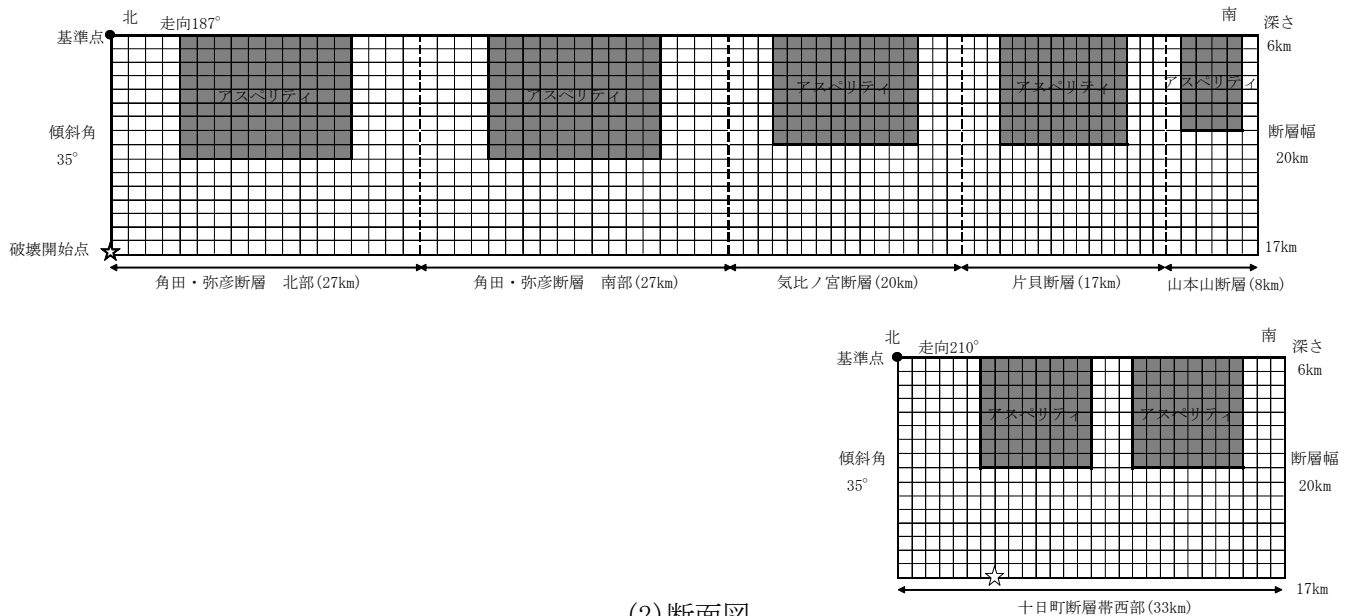 北
走向187°
南
深さ
基準点
6km
アスペリティ
アスペリティ
アスペリティ
アスペリティ
アスペリティ
傾斜角
35°
断層幅
20km
破壊開始点
17km
角田・弥彦断層 北部(27km)
角田・弥彦断層 南部(27km)
気比ノ宮断層(20km)
片貝断層(17km)
山本山断層(8km)
北
走向210°
南
深さ
基準点
6km
アスペリティ
アスペリティ
傾斜角
35°
断層幅
20km
17km
十日町断層帯西部(33km)
(2)断面図